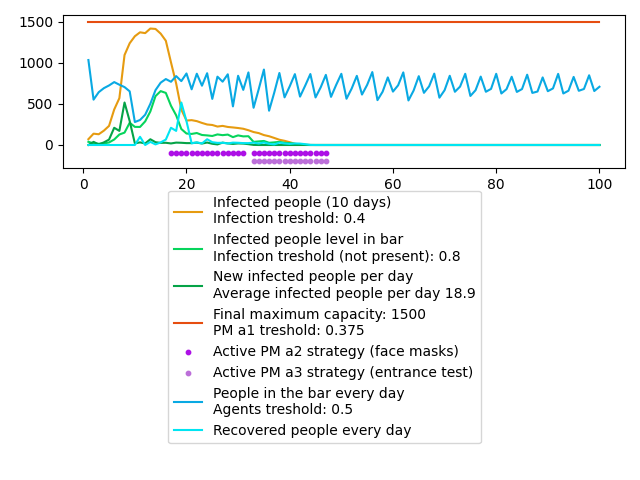 1500
1000
500
0
0 20 40 60 80 100
Infected people (10 days)
Infection treshold: 0.4
Infected people level in bar
Infection treshold (not present): 0.8
New infected people per day
Average infected people per day 18.9
Final maximum capacity: 1500
PM a1 treshold: 0.375
Active PM a2 strategy (face masks)
Active PM a3 strategy (entrance test)
People in the bar every day
Agents treshold: 0.5
Recovered people every day